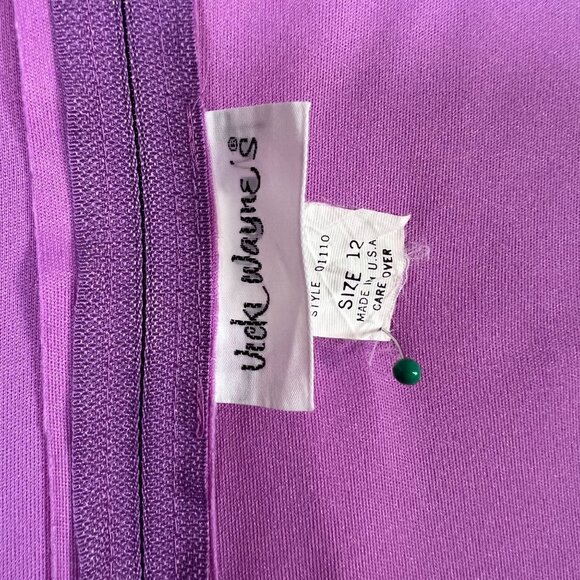 Vicki Wayne's®
STYLE 01110
SIZE 12
MADE IN U.S.A
CARE OVER